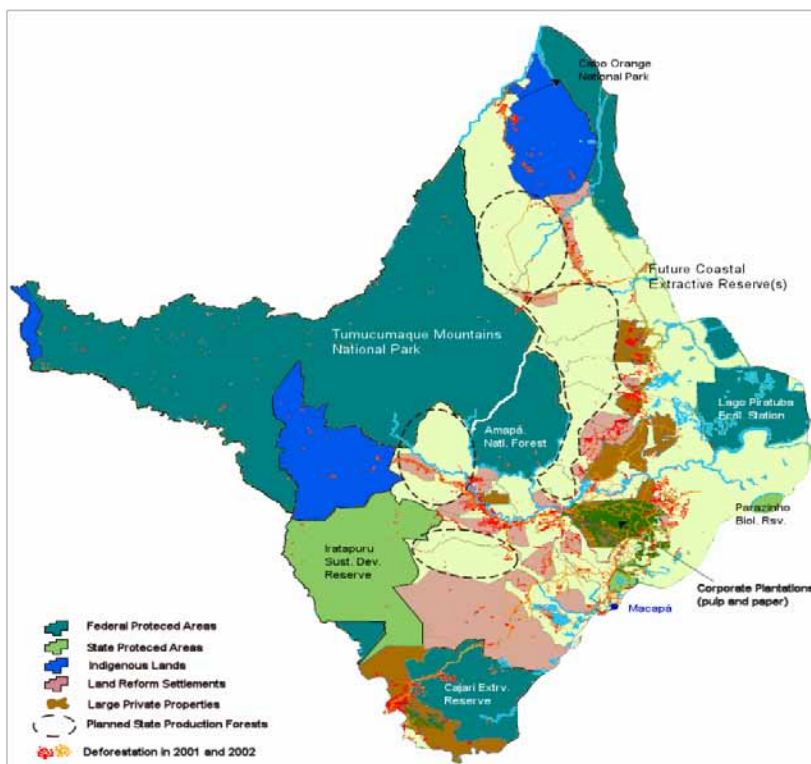 Cabo Orange
National Park
Future Coastal
Extractive Reserve(s)
Tumucumaque Mountains
National Park
Lago Piratuba
Ecol. Station
Amapá
Natl. Forest
Parazinho
Biol. Rsv.
Iratapuru
Sust. Dev.
Reserve
Corporate Plantations
(pulp and paper)
Macapá
Cajari Extrv.
Reserve
Federal Proteced Areas
State Proteced Areas
Indigenous Lands
Land Reform Settlements
Large Private Properties
Planned State Production Forests
Deforestation in 2001 and 2002